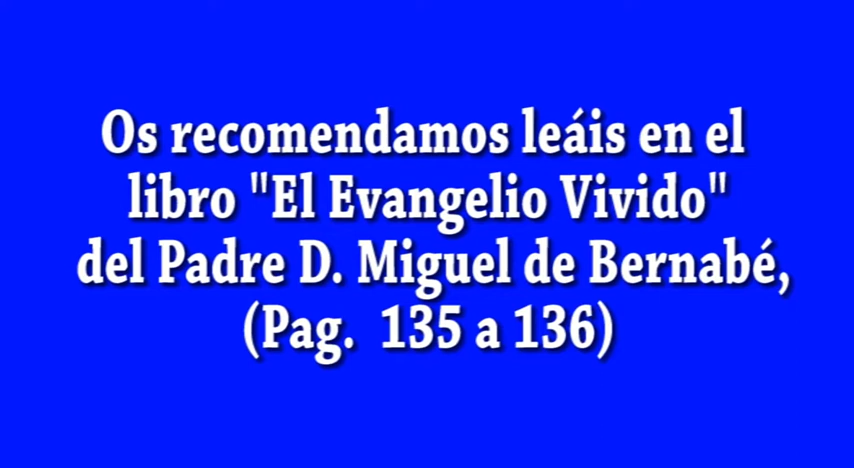 Os recomendamos leáis en el
libro "El Evangelio Vivido"
del Padre D. Miguel de Bernabé,
(Pag. 135 a 136)